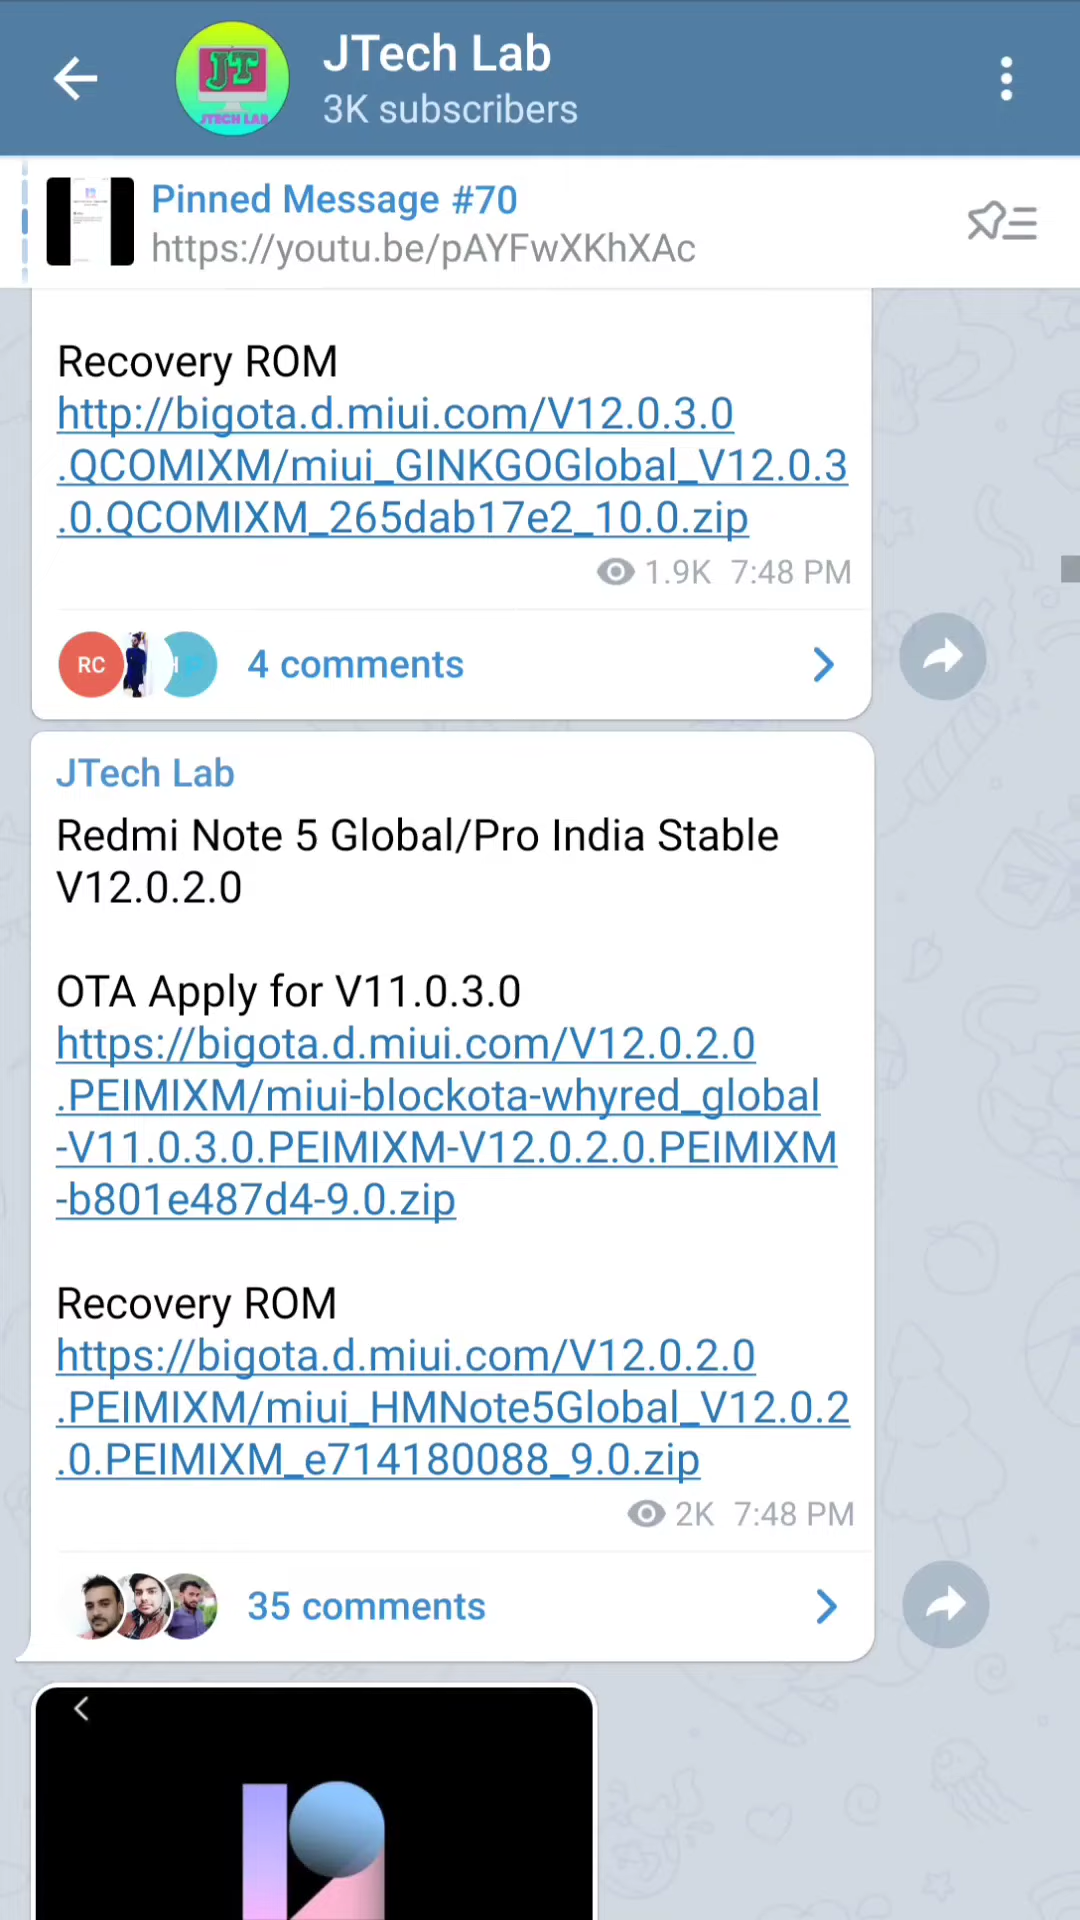 JTech Lab
JT
JTECH LAB
3K subscribers
Pinned Message #70
https://youtu.be/pAYFwXKhXAc
Recovery ROM
http://bigota.d.miui.com/V12.0.3.0
.QCOMIXM/miui_GINKGOGlobal_V12.0.3
.0.QCOMIXM_265dab17e2_10.0.zip
1.9K 7:48 PM
RC
4 comments
JTech Lab
Redmi Note 5 Global/Pro India Stable
V12.0.2.0
OTA Apply for V11.0.3.0
https://bigota.d.miui.com/V12.0.2.0
.PEIMIXM/miui-blockota-whyred_global
-V11.0.3.0.PEIMIXM-V12.0.2.0.PEIMIXM
-b801e487d4-9.0.zip
Recovery ROM
https://bigota.d.miui.com/V12.0.2.0
.PEIMIXM/miui_HMNote5Global_V12.0.2
.0.PEIMIXM_e714180088_9.0.zip
2K 7:48 PM
35 comments